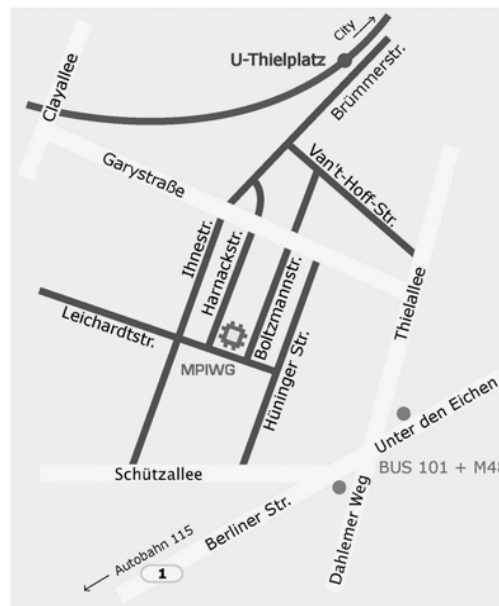 City
U-Thielplatz
Clayallee
Brümmerstr.
Garystraße
Van't-Hoff-Str.
Ihnestr.
Harnackstr.
Boltzmannstr.
Thielallee
Leichardtstr.
MPIWG
Hüninger Str.
Unter den Eichen
Schützallee
BUS 101 + M48
Berliner Str.
Dahlemer Weg
Autobahn 115
1